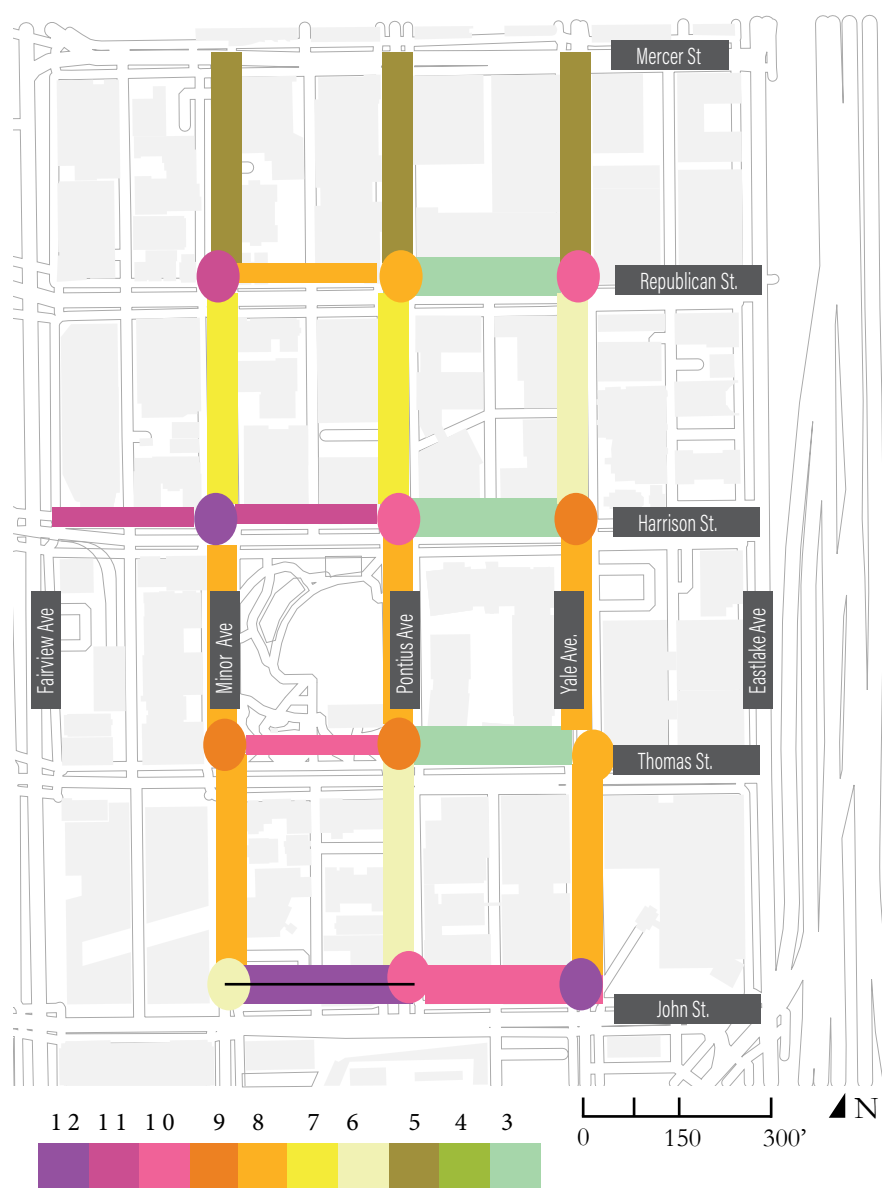 Mercer St
Republican St.
Harrison St.
Fairview Ave
Minor Ave
Pontius Ave
Yale Ave.
Eastlake Ave
Thomas St.
John St.
12 11 10 9 8 7 6 5 4 3
0 150 300'
N